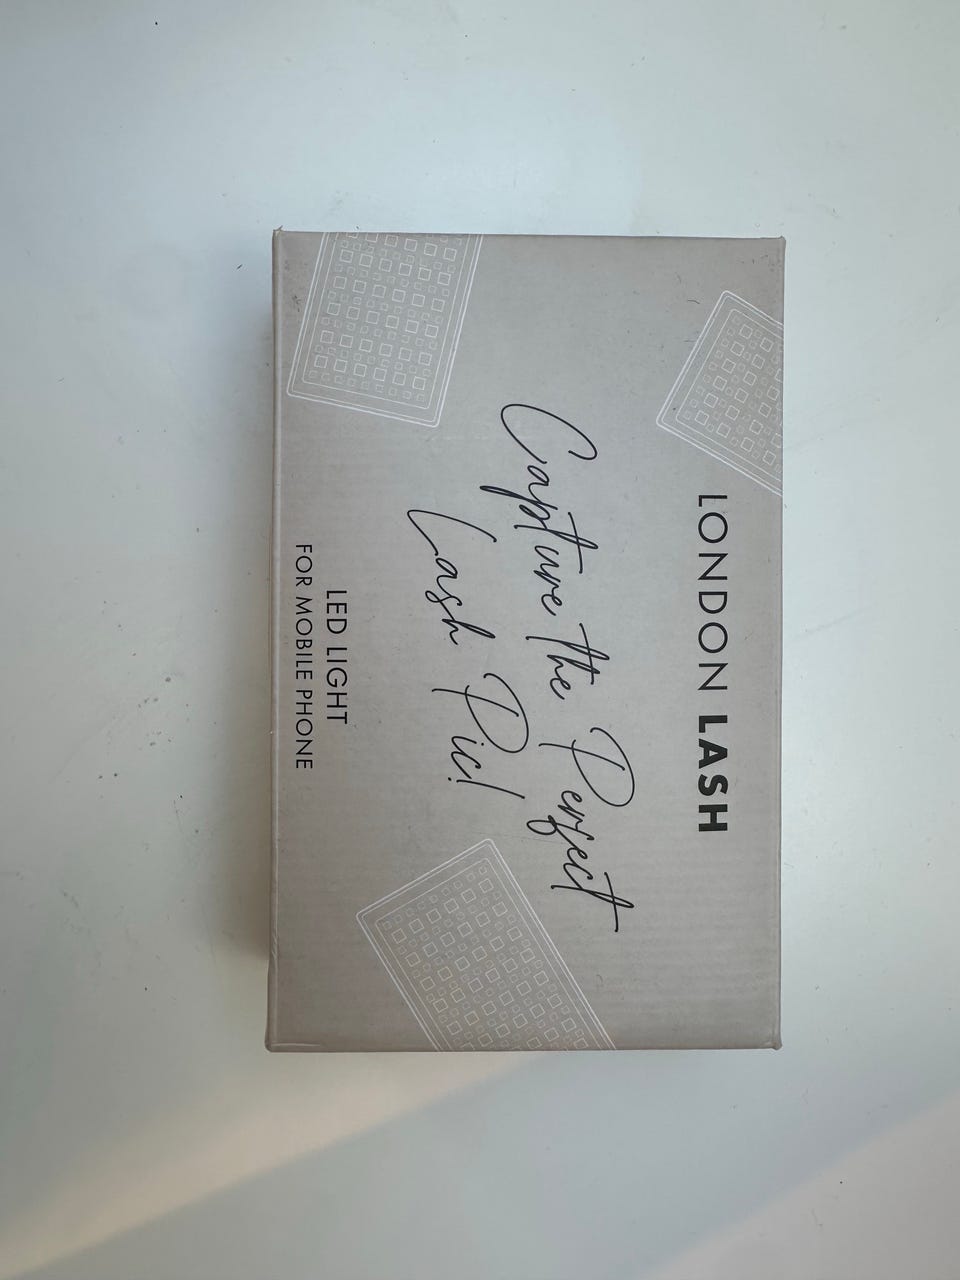 LONDON LASH
Capture the Perfect
Lash Pic!
LED LIGHT
FOR MOBILE PHONE